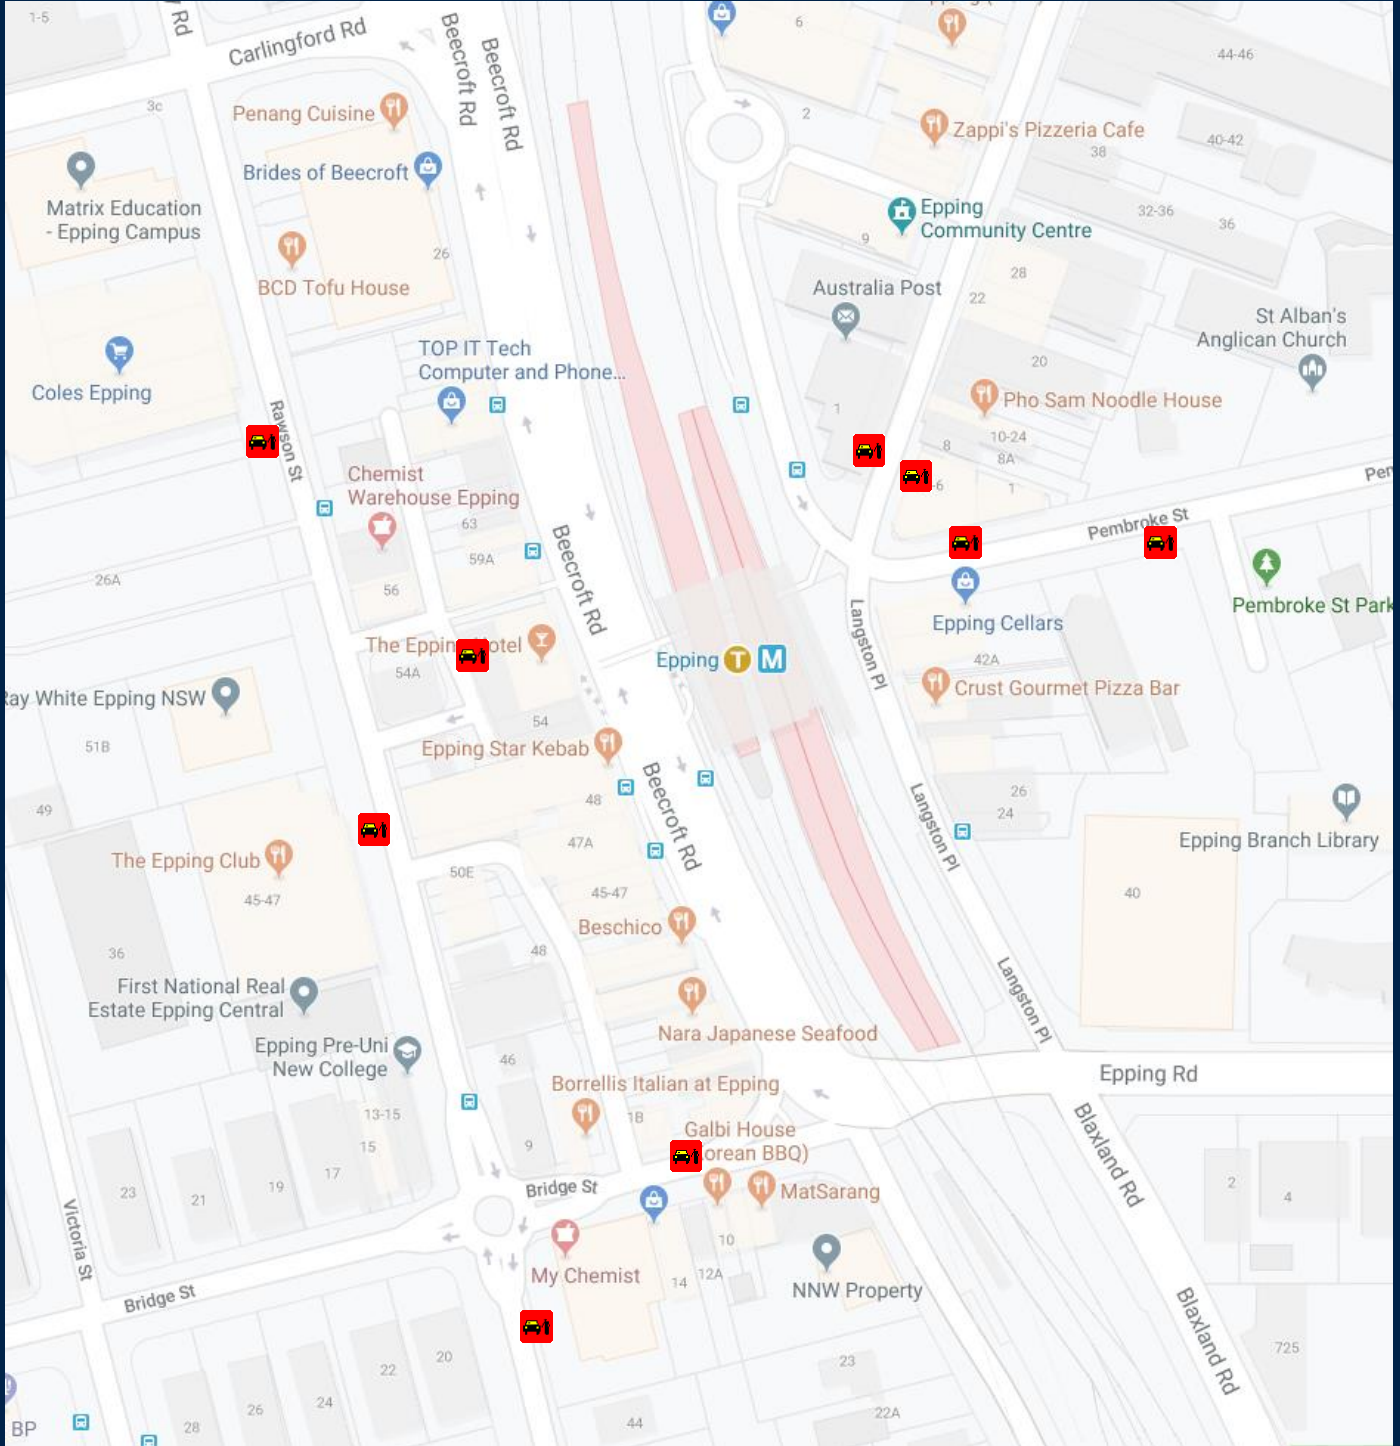 1-5
y Rd
Carlingford Rd
Beecroft Rd
Beecroft Rd
6
44-46
3c
Penang Cuisine
2
Zappi's Pizzeria Cafe
38
40-42
Brides of Beecroft
Matrix Education
- Epping Campus
Epping
Community Centre
32-36
36
9
26
BCD Tofu House
28
22
Australia Post
St Alban's
Anglican Church
TOP IT Tech
Computer and Phone...
20
Coles Epping
Rawson St
1
Pho Sam Noodle House
10-24
8
8A
Chemist
Warehouse Epping
-6
1
Per
63
Pembroke St
59A
Beecroft Rd
26A
56
Epping Cellars
Pembroke St Park
Langston Pl
The Epping Hotel
54A
Epping
T
M
42A
Crust Gourmet Pizza Bar
Ray White Epping NSW
54
51B
Epping Star Kebab
48
Beecroft Rd
Langston Pl
26
24
49
47A
Epping Branch Library
The Epping Club
45-47
50E
45-47
40
Beschico
36
48
First National Real
Estate Epping Central
Langston Pl
Nara Japanese Seafood
Epping Pre-Uni
New College
46
Epping Rd
Borrellis Italian at Epping
13-15
1B
Galbi House
orean BBQ)
15
9
Blaxland Rd
17
19
21
23
Bridge St
MatSarang
2
4
Victoria St
10
My Chemist
14
12A
NNW Property
Bridge St
Blaxland Rd
725
20
22
23
24
26
28
44
22A
BP